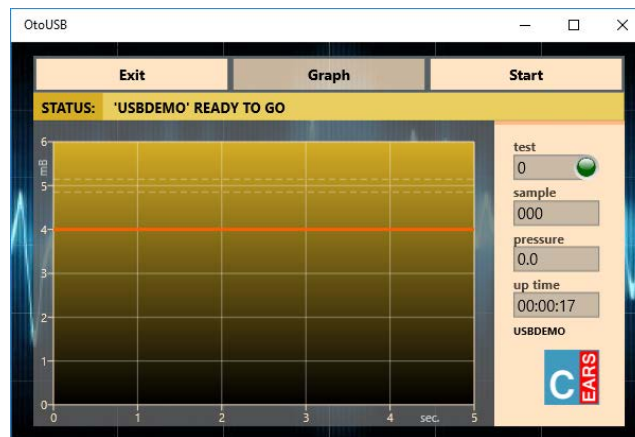 OtoUSB
Exit Graph Start
STATUS: 'USBDEMO' READY TO GO
6
mB
5
4
3
2
1
0
0 1 2 3 4 sec. 5
test
0
sample
000
pressure
0.0
up time
00:00:17
USBDEMO
C EARS